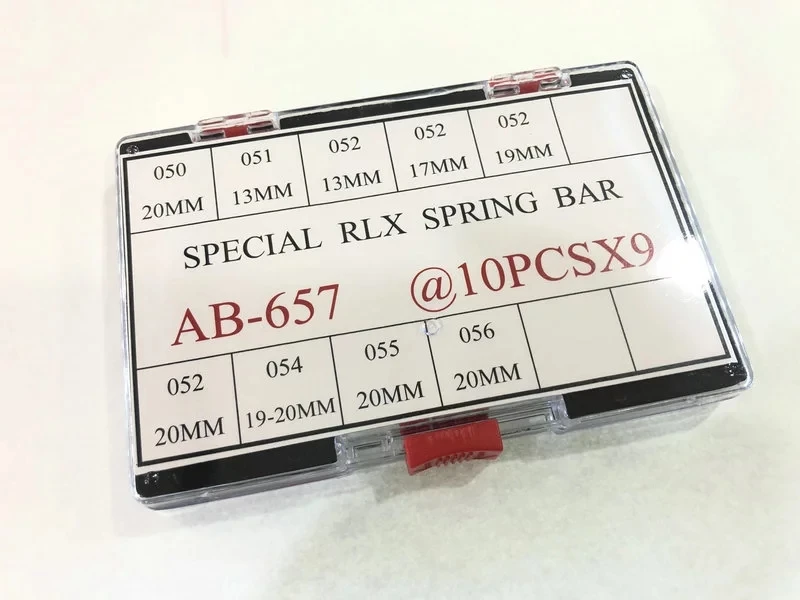 050 051 052 052 052
20MM 13MM 13MM 17MM 19MM
SPECIAL RLX SPRING BAR
AB-657 @10PCSX9
052 054 055 056
20MM 19-20MM 20MM 20MM